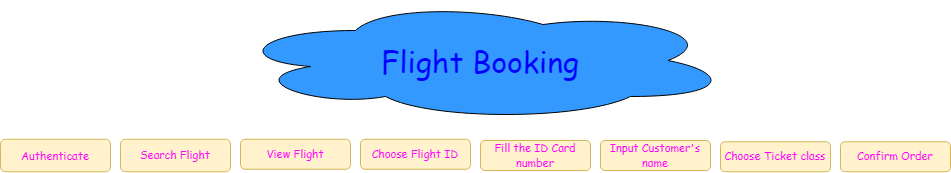 Flight Booking
Authenticate
Search Flight
View Flight
Choose Flight ID
Fill the ID Card
number
Input Customer's
name
Choose Ticket class
Confirm Order